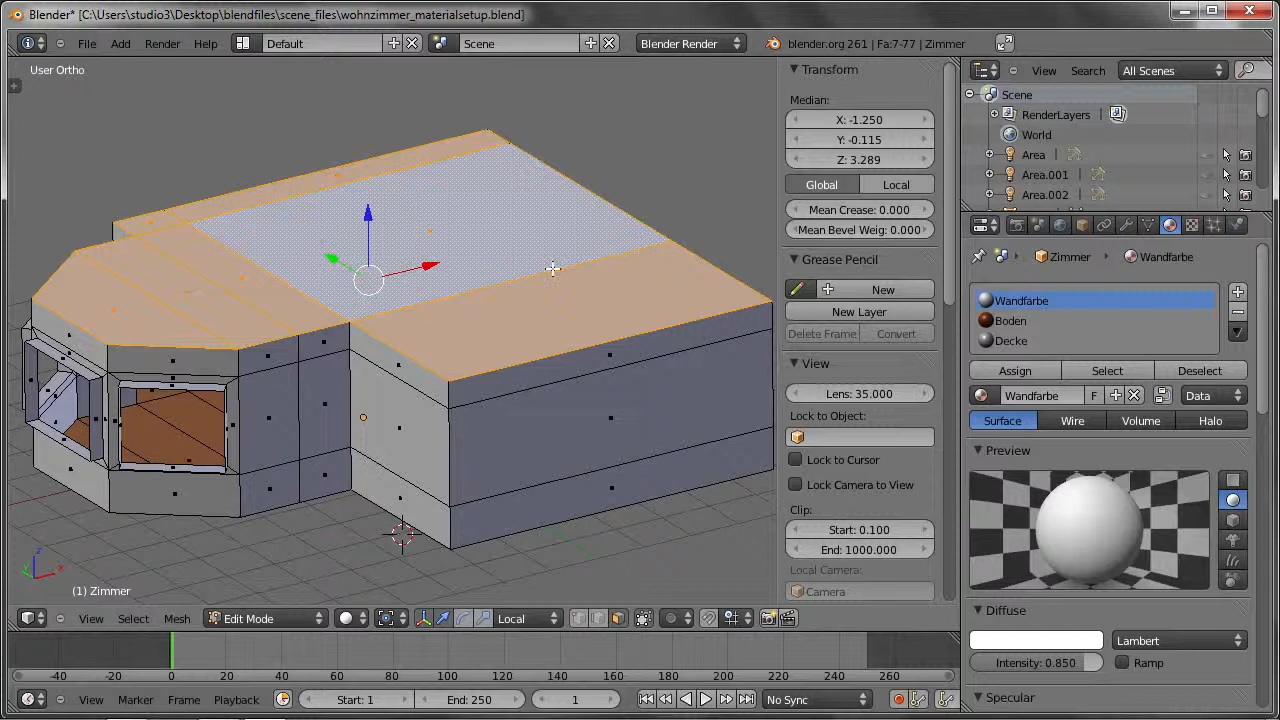 Blender* [C:\Users\studio3\Desktop\blendfiles\scene_files\wohnzimmer_materialsetup.blend]
File Add Render Help Default Scene Blender Render blender.org 261 | Fa:7-77 | Zimmer
User Ortho
Transform
Median:
X: -1.250
Y: -0.115
Z: 3.289
Global Local
Mean Crease: 0.000
Mean Bevel Weig: 0.000
Grease Pencil
New
New Layer
Delete Frame Convert
View
Lens: 35.000
Lock to Object:
Lock to Cursor
Lock Camera to View
Clip:
Start: 0.100
End: 1000.000
Local Camera:
Camera
View Search All Scenes
Scene
RenderLayers
World
Area
Area.001
Area.002
Zimmer Wandfarbe
Wandfarbe
Boden
Decke
Assign Select Deselect
Wandfarbe F Data
Surface Wire Volume Halo
Preview
Diffuse
Lambert
Intensity: 0.850 Ramp
Specular
z
y x
(1) Zimmer
View Select Mesh Edit Mode Local
-40 -20 0 20 40 60 80 100 120 140 160 180 200 220 240 260
View Marker Frame Playback Start: 1 End: 250 1 No Sync